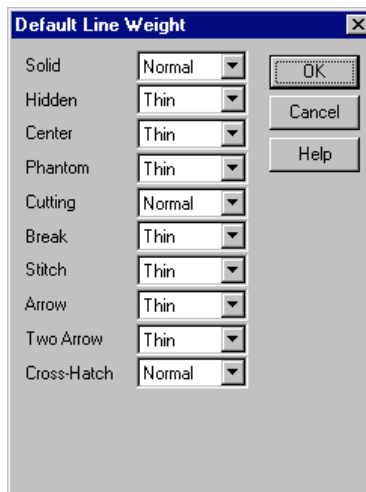 Default Line Weight
Solid Normal OK
Hidden Thin
Cancel
Center Thin
Help
Phantom Thin
Cutting Normal
Break Thin
Stitch Thin
Arrow Thin
Two Arrow Thin
Cross-Hatch Normal